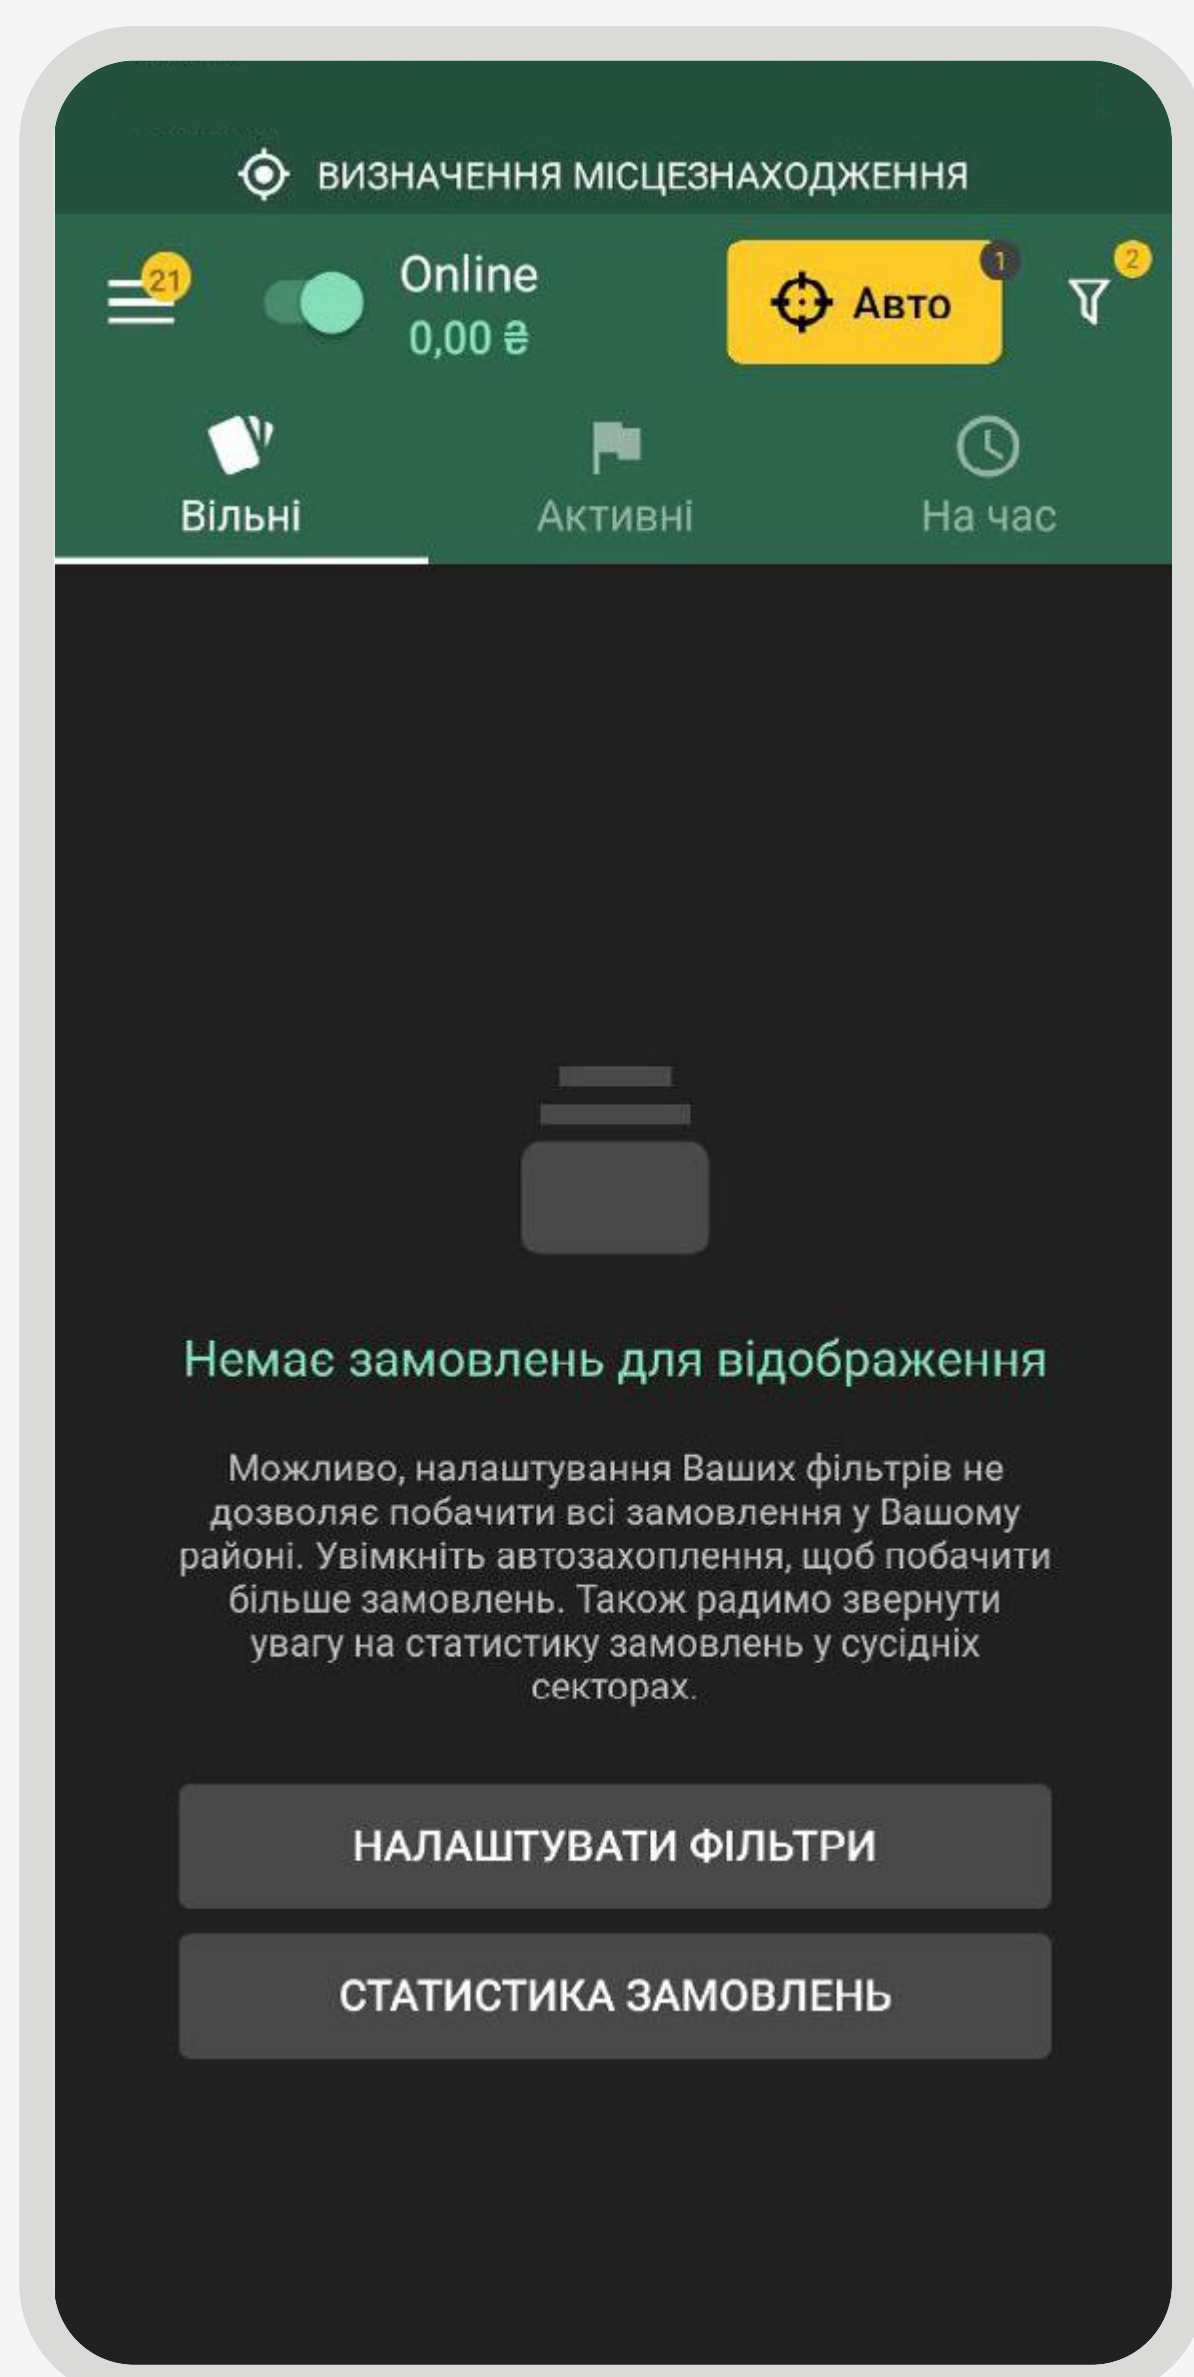 ВИЗНАЧЕННЯ МІСЦЕЗНАХОДЖЕННЯ
21
Online
0,00 ₴
Авто
1
2
Вільні
Активні
На час
Немає замовлень для відображення
Можливо, налаштування Ваших фільтрів не
дозволяє побачити всі замовлення у Вашому
районі. Увімкніть автозахоплення, щоб побачити
більше замовлень. Також радимо звернути
увагу на статистику замовлень у сусідніх
секторах.
НАЛАШТУВАТИ ФІЛЬТРИ
СТАТИСТИКА ЗАМОВЛЕНЬ